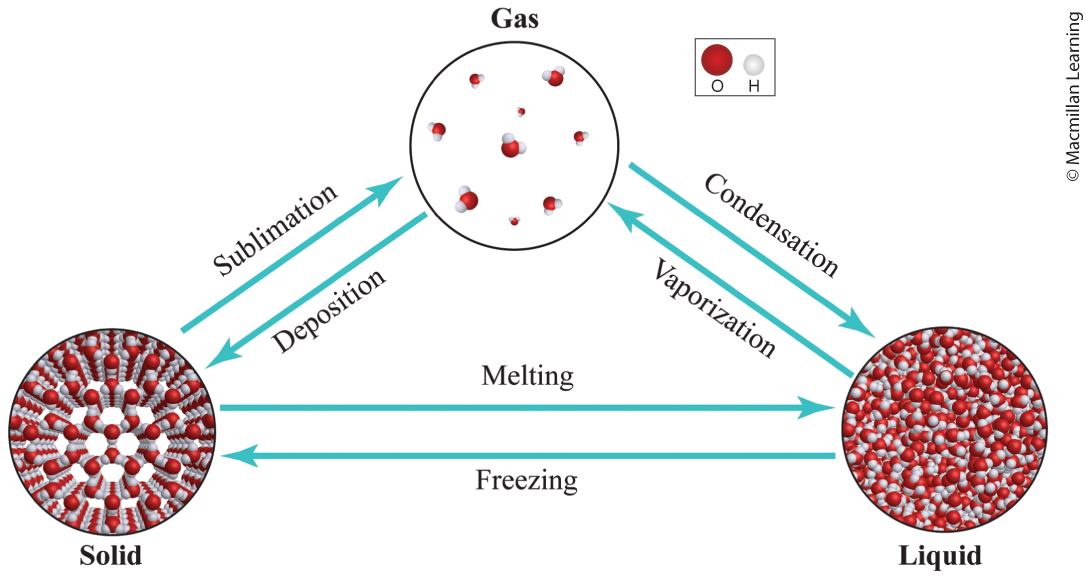 Gas
O H
© Macmillan Learning
Sublimation
Deposition
Condensation
Vaporization
Melting
Freezing
Solid
Liquid